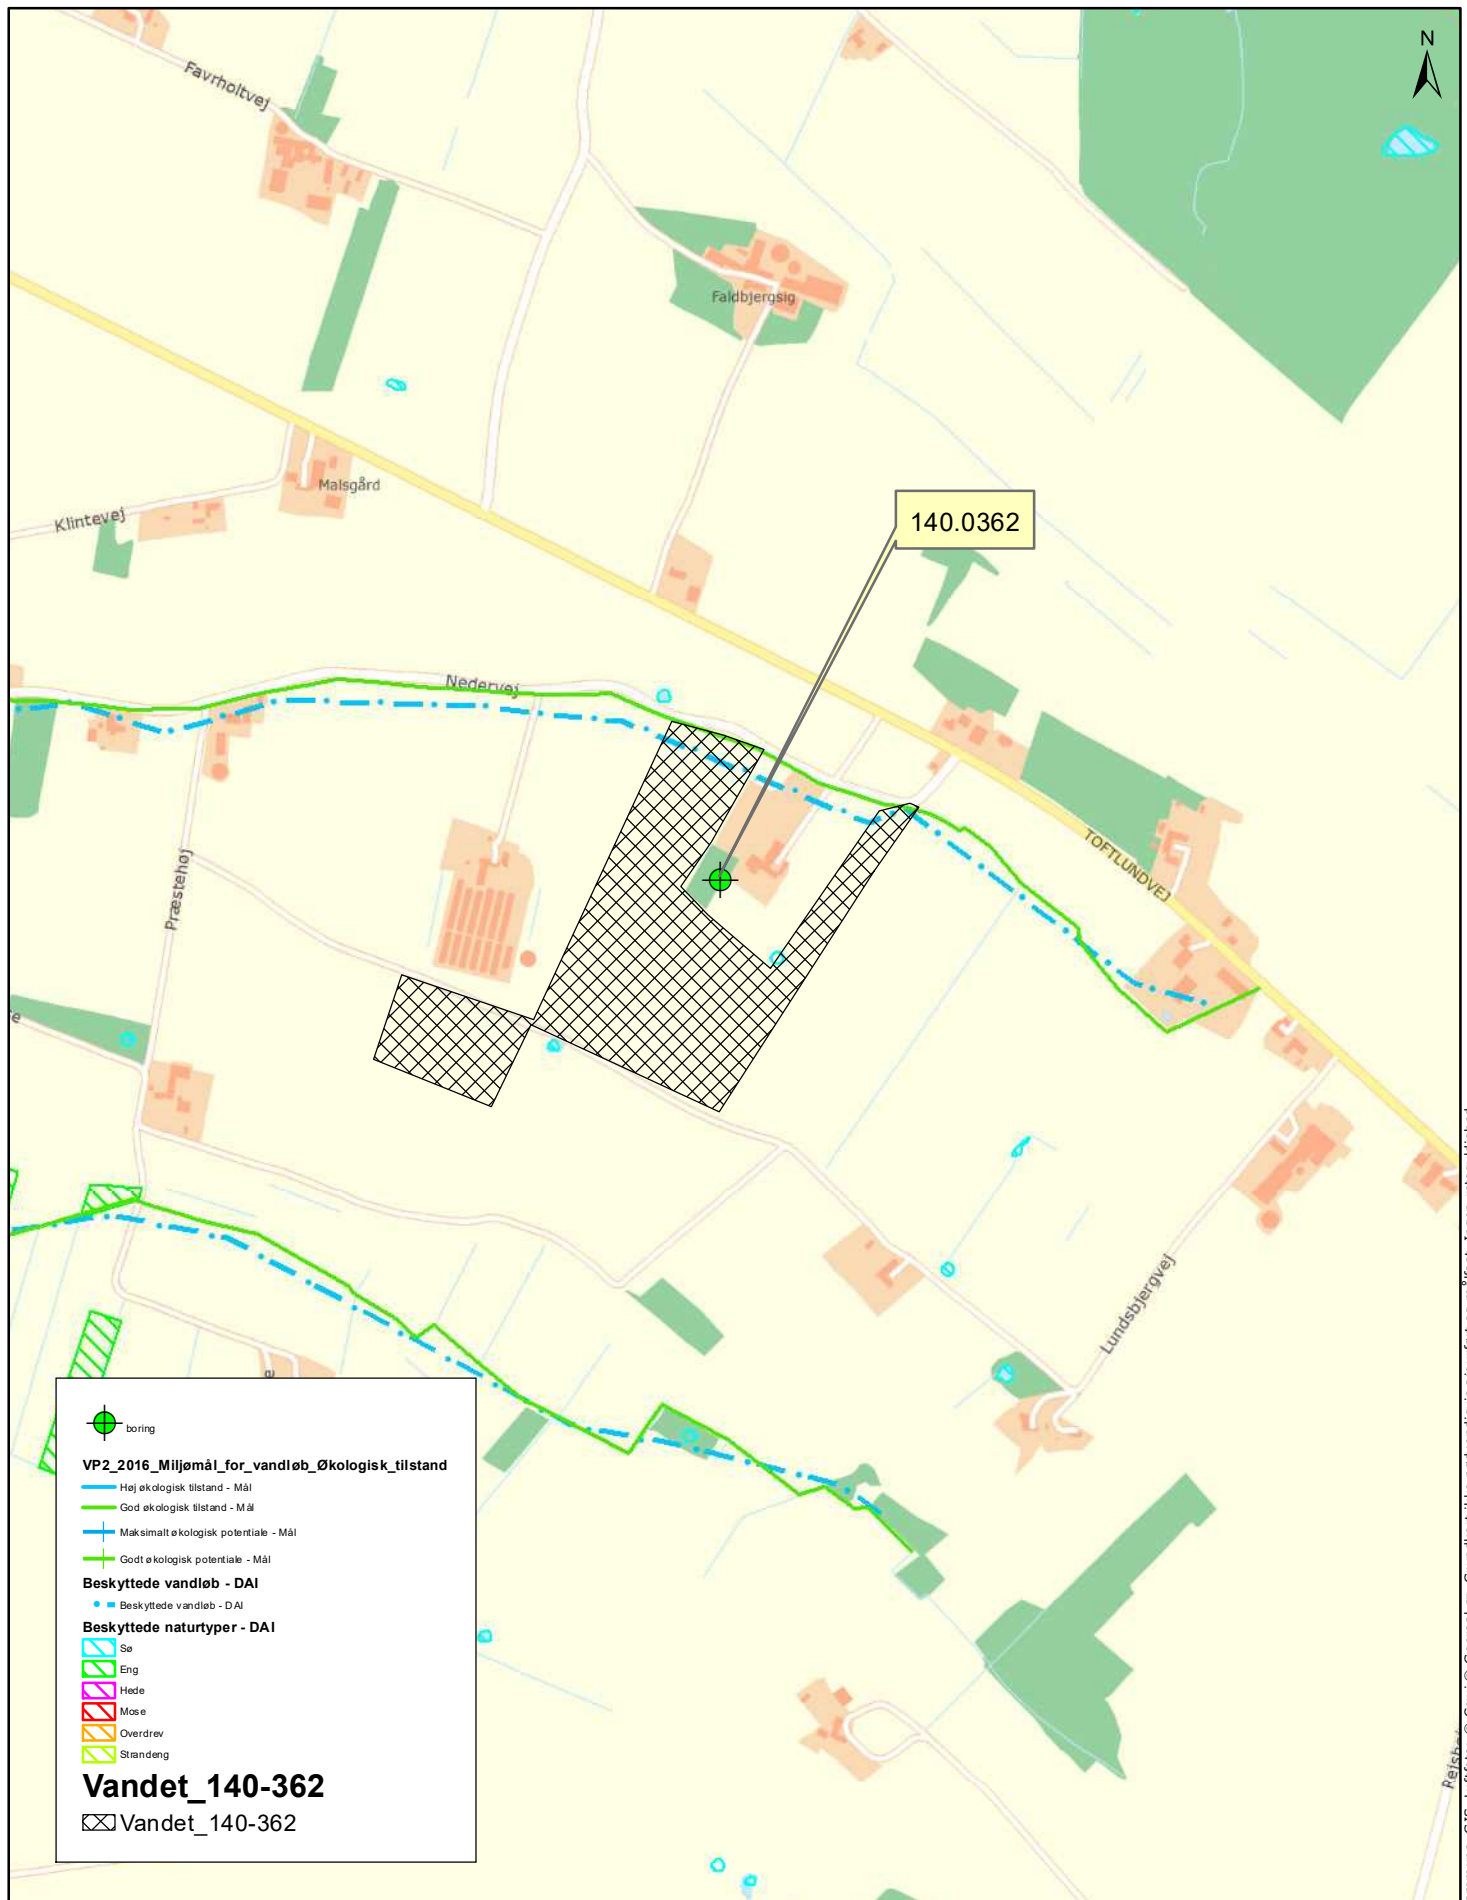 N
Favrholtvej
Faldbjergsig
Malsgård
Klintevej
140.0362
Nedervej
TOFTLUNDVEJ
Præstehøj
Lundsbjergvej
boring
VP2_2016_Miljømål_for_vandløb_Økologisk_tilstand
Høj økologisk tilstand - Mål
God økologisk tilstand - Mål
Maksimalt økologisk potentiale - Mål
Godt økologisk potentiale - Mål
Beskyttede vandløb - DAI
Beskyttede vandløb - DAI
Beskyttede naturtyper - DAI
Sø
Eng
Hede
Mose
Overdrev
Strandeng
Vandet_140-362
Vandet_140-362